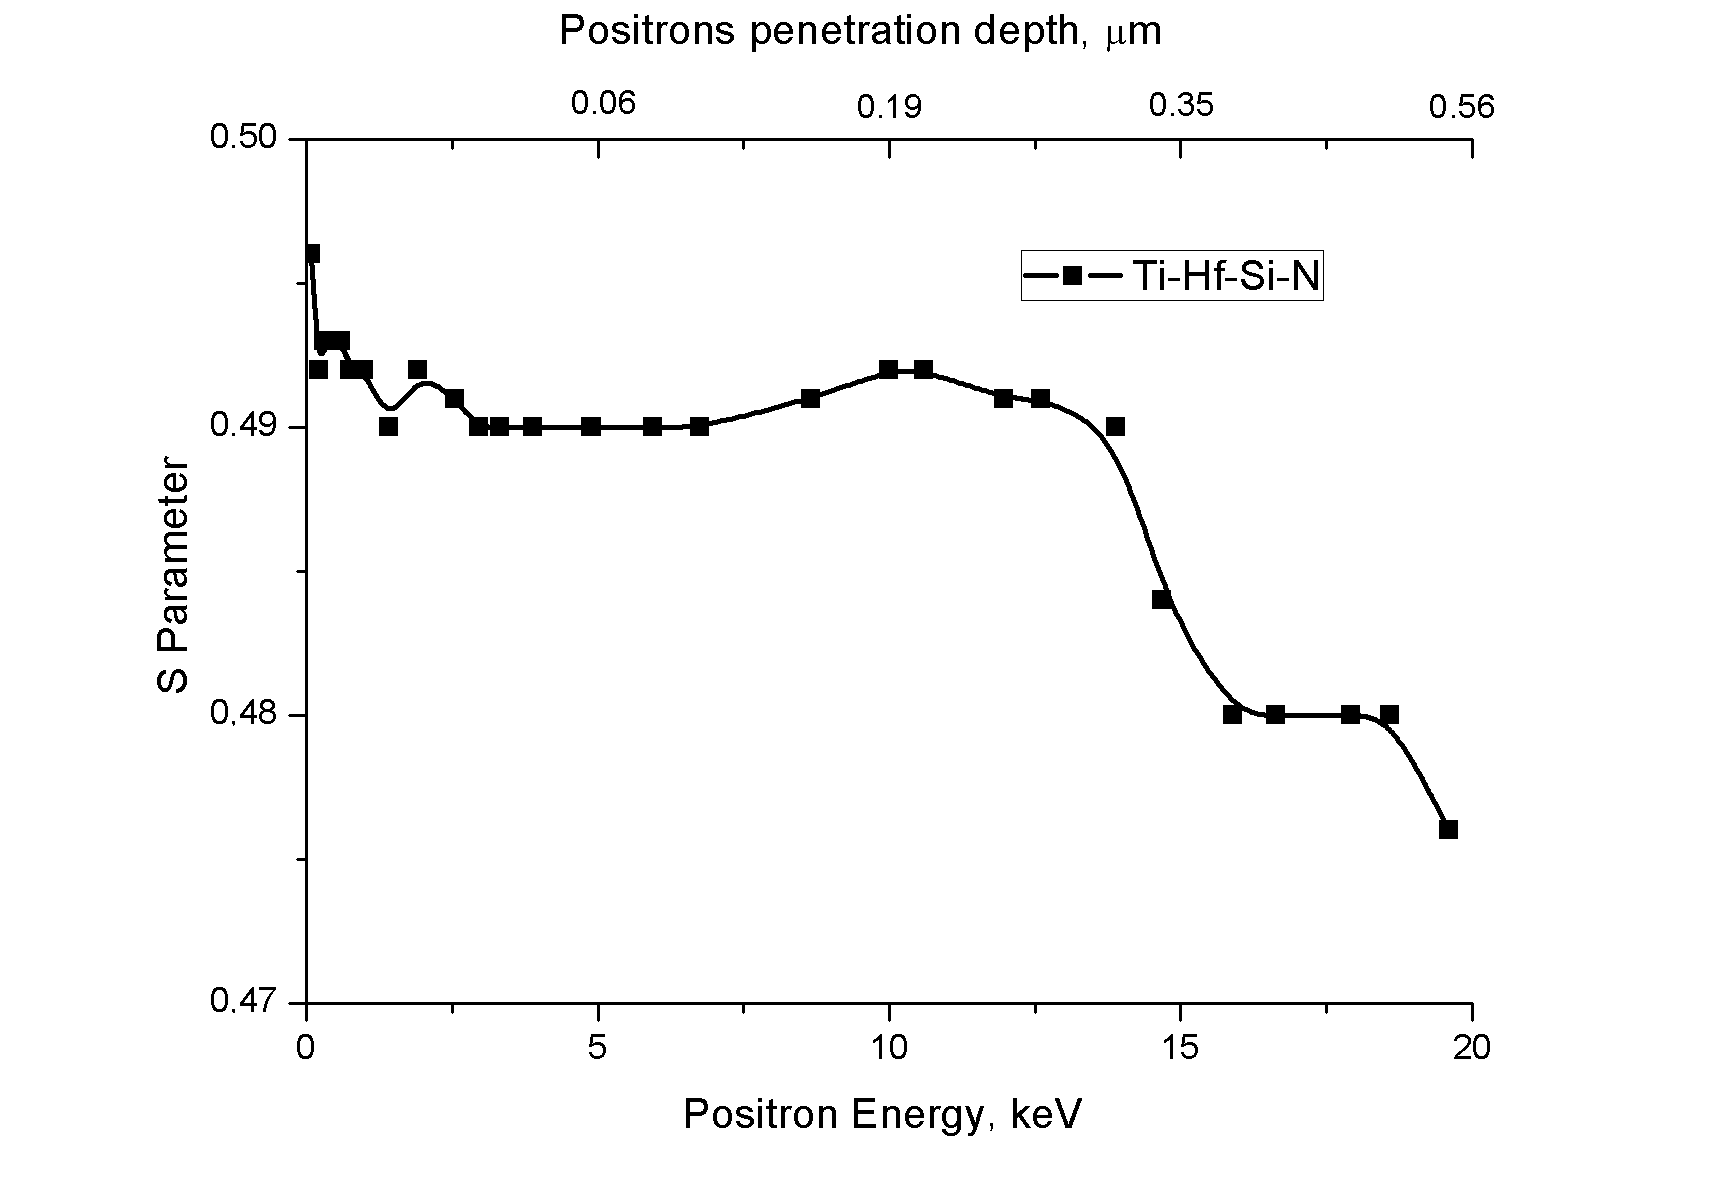 Positrons penetration depth, μm
0.06 0.19 0.35 0.56
0.50
Ti-Hf-Si-N
0.49
S Parameter
0.48
0.47
0 5 10 15 20
Positron Energy, keV